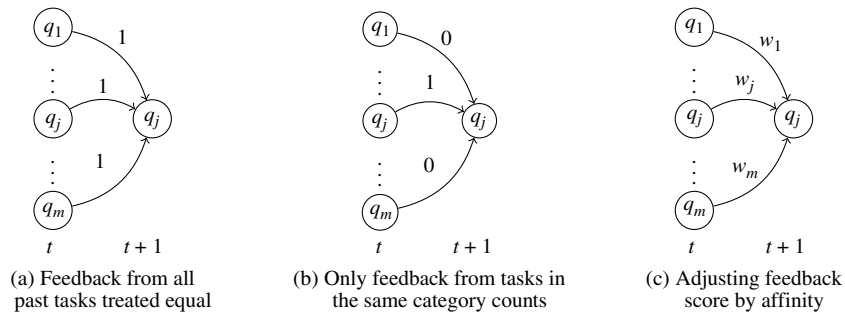 q1 1
q1 0
q1 w1
⋮ 1
⋮ 1
⋮ wj
qj qj
qj qj
qj qj
⋮ 1
⋮ 0
⋮ wm
qm
qm
qm
t t + 1
t t + 1
t t + 1
(a) Feedback from all
past tasks treated equal
(b) Only feedback from tasks in
the same category counts
(c) Adjusting feedback
score by affinity